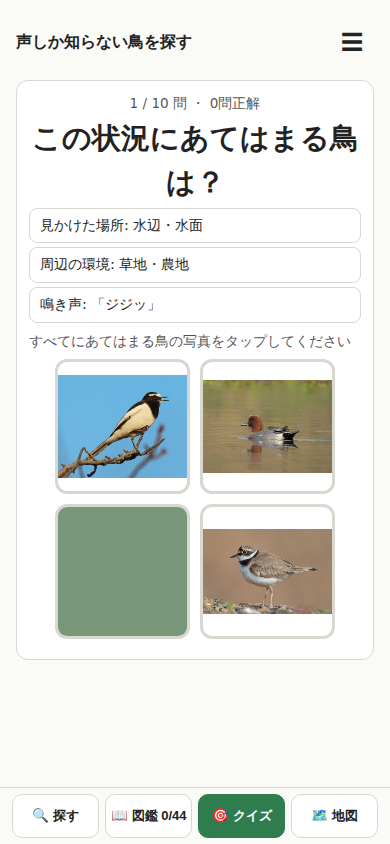 声しか知らない鳥を探す
☰
1 / 10 問 ・ 0問正解
この状況にあてはまる鳥
は？
見かけた場所: 水辺・水面
周辺の環境: 草地・農地
鳴き声: 「ジジッ」
すべてにあてはまる鳥の写真をタップしてください
🔍 探す
📖 図鑑 0/44
🎯 クイズ
🗺️ 地図